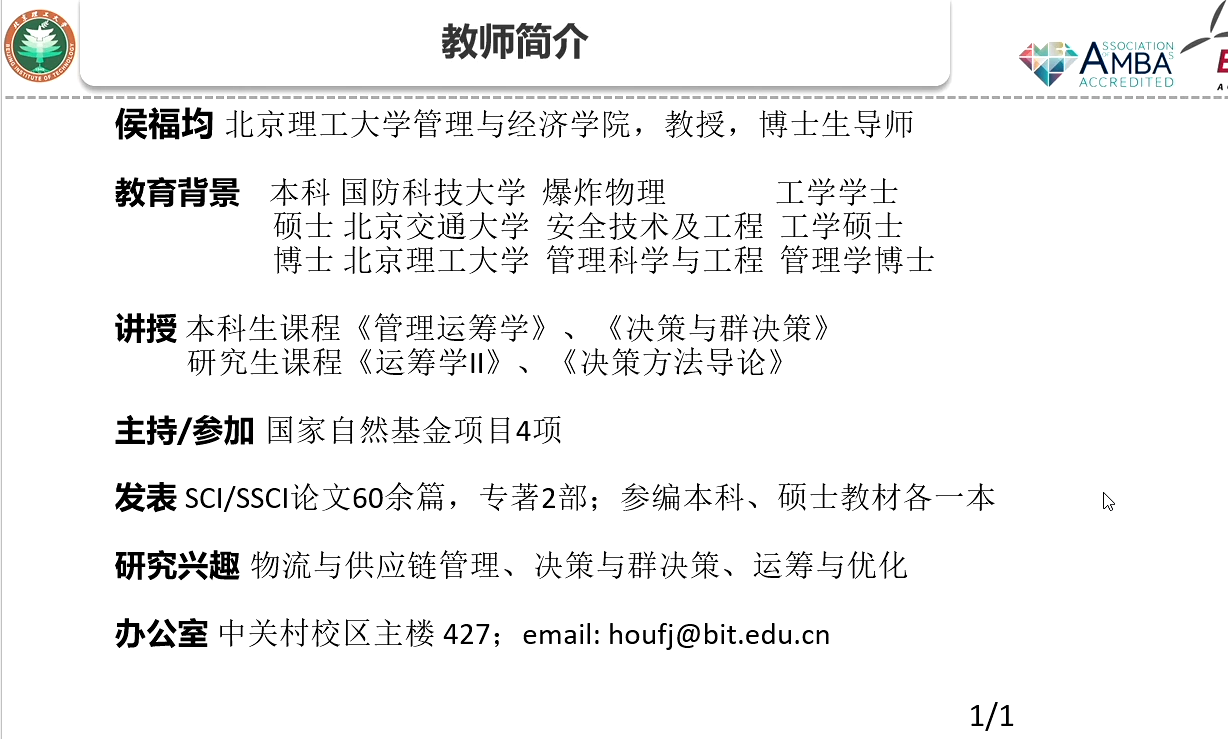 教师简介
北京理工大学
BEIJING INSTITUTE OF TECHNOLOGY
ASSOCIATION
AMBA
ACCREDITED
侯福均 北京理工大学管理与经济学院，教授，博士生导师
教育背景 本科 国防科技大学 爆炸物理 工学学士
硕士 北京交通大学 安全技术及工程 工学硕士
博士 北京理工大学 管理科学与工程 管理学博士
讲授 本科生课程《管理运筹学》、《决策与群决策》
研究生课程《运筹学II》、《决策方法导论》
主持/参加 国家自然基金项目4项
发表 SCI/SSCI论文60余篇，专著2部；参编本科、硕士教材各一本
研究兴趣 物流与供应链管理、决策与群决策、运筹与优化
办公室 中关村校区主楼 427；email: houfj@bit.edu.cn
1/1